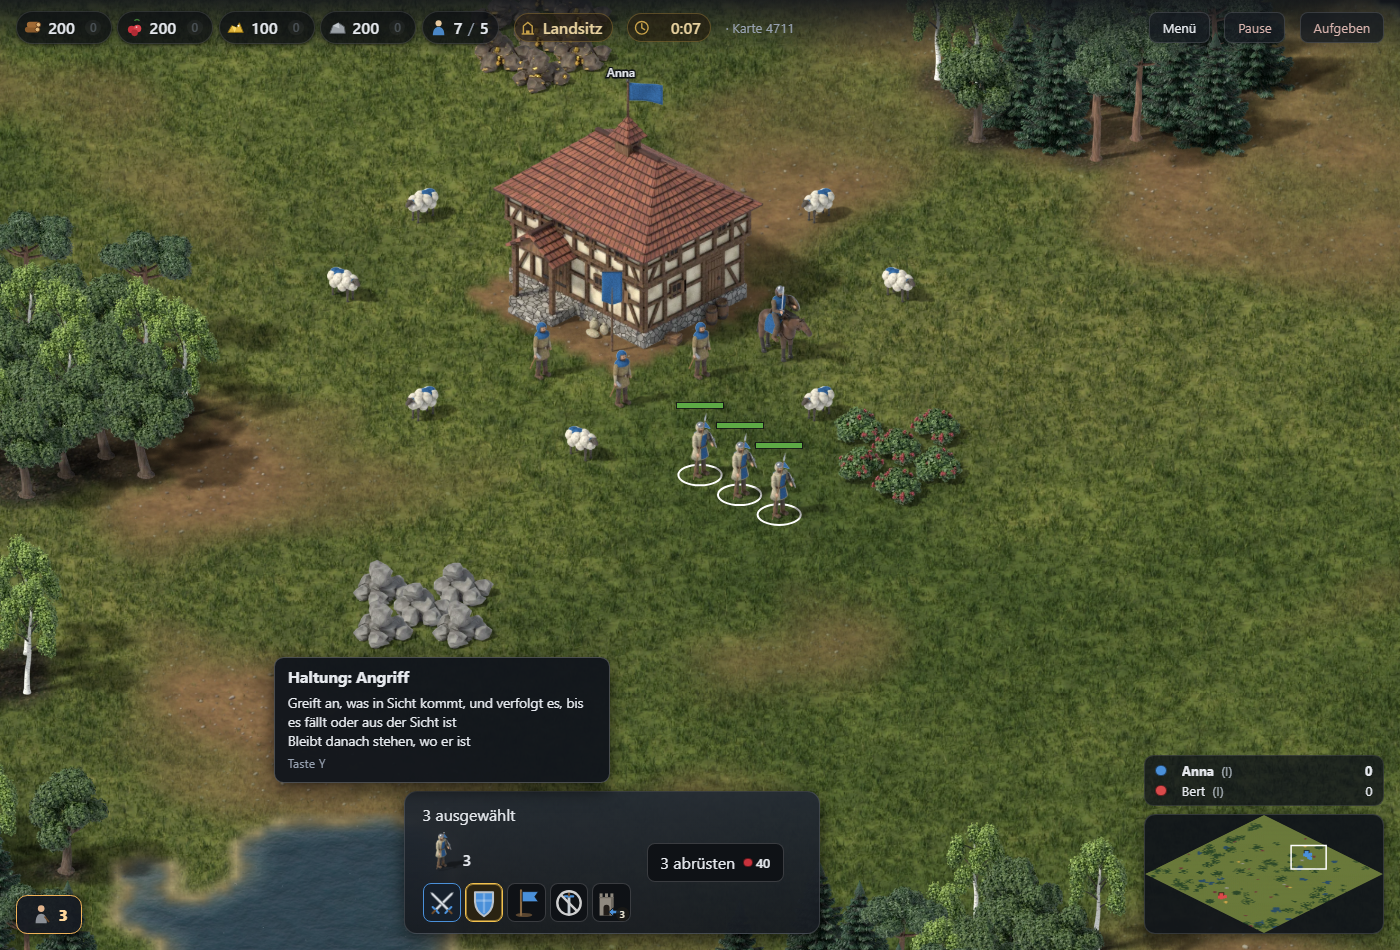 200 0 200 0 100 0 200 0 7 / 5 Landsitz 0:07 · Karte 4711 Menü Pause Aufgeben
Anna
Haltung: Angriff
Greift an, was in Sicht kommt, und verfolgt es, bis
es fällt oder aus der Sicht ist
Bleibt danach stehen, wo er ist
Taste Y
3 ausgewählt
3
3 abrüsten 40
3
Anna (I) 0
Bert (I) 0
3